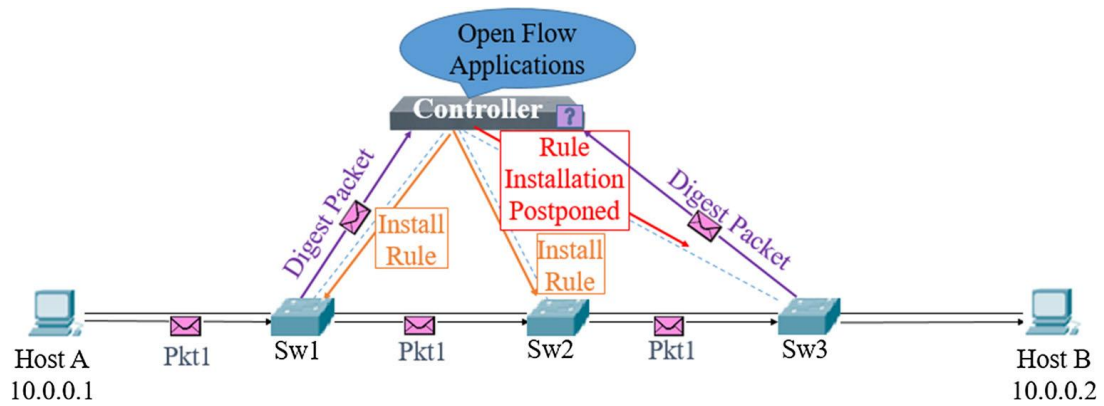 Open Flow
Applications
Controller
?
Rule
Installation
Postponed
Digest Packet
Digest Packet
Install
Rule
Install
Rule
Host A
10.0.0.1
Pkt1
Sw1
Pkt1
Sw2
Pkt1
Sw3
Host B
10.0.0.2